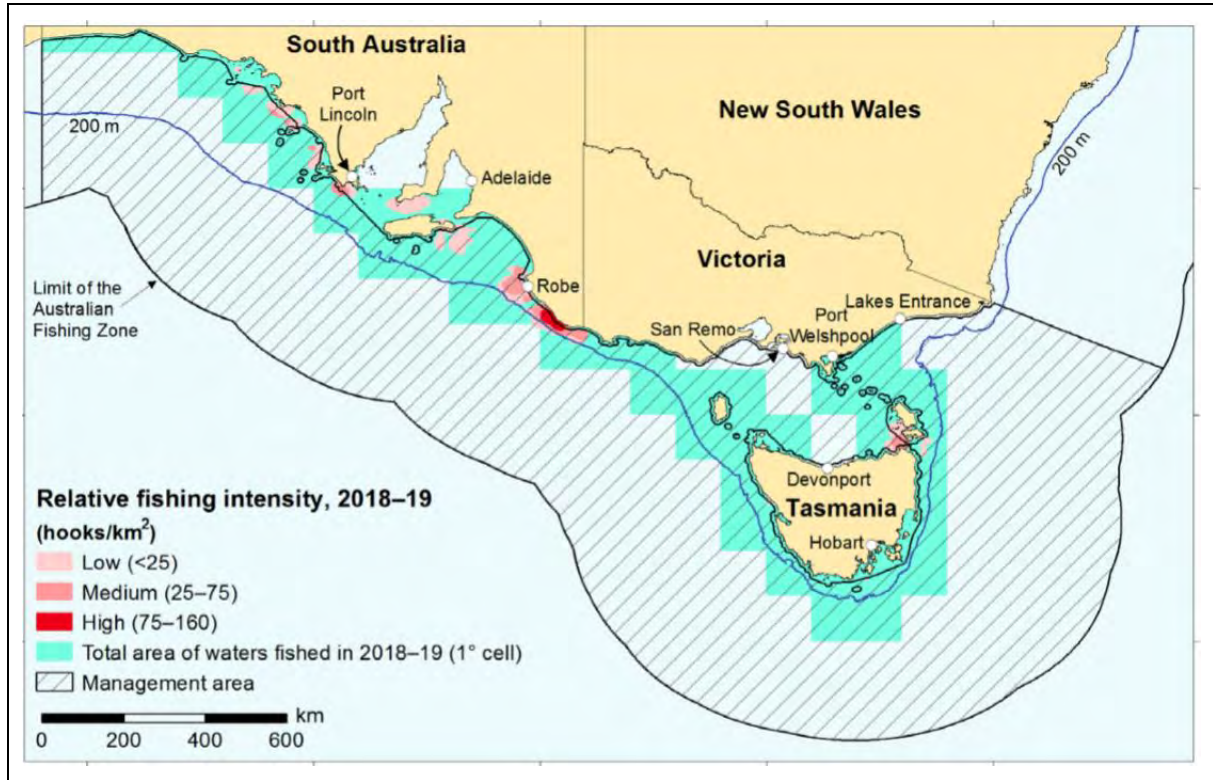 South Australia
Port
Lincoln
New South Wales
200 m
200 m
Adelaide
Victoria
Limit of the
Australian
Fishing Zone
Robe
Lakes Entrance
Port
San Remo
Welshpool
Devonport
Tasmania
Hobart
Relative fishing intensity, 2018–19
(hooks/km²)
Low (<25)
Medium (25–75)
High (75–160)
Total area of waters fished in 2018–19 (1° cell)
Management area
km
0 200 400 600